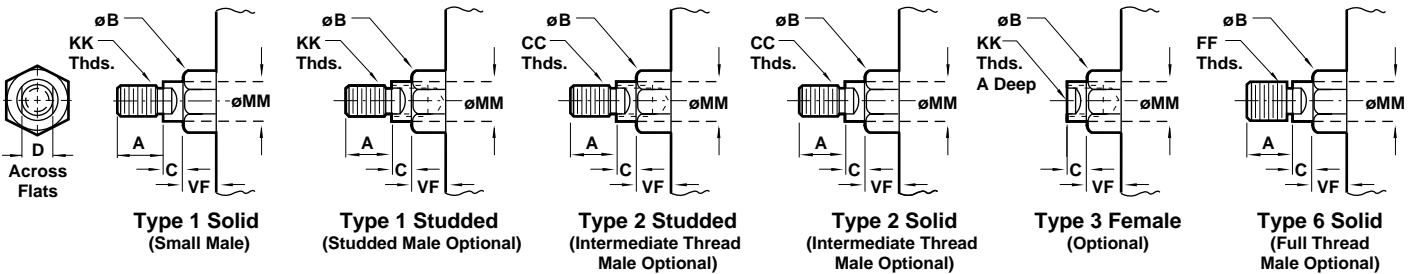 D
Across
Flats
øB
KK
Thds.
øMM
A
C
VF
Type 1 Solid
(Small Male)
øB
KK
Thds.
øMM
A
C
VF
Type 1 Studded
(Studded Male Optional)
øB
CC
Thds.
øMM
A
C
VF
Type 2 Studded
(Intermediate Thread
Male Optional)
øB
CC
Thds.
øMM
A
C
VF
Type 2 Solid
(Intermediate Thread
Male Optional)
øB
KK
Thds.
A Deep
øMM
C
VF
Type 3 Female
(Optional)
øB
FF
Thds.
øMM
A
C
VF
Type 6 Solid
(Full Thread
Male Optional)